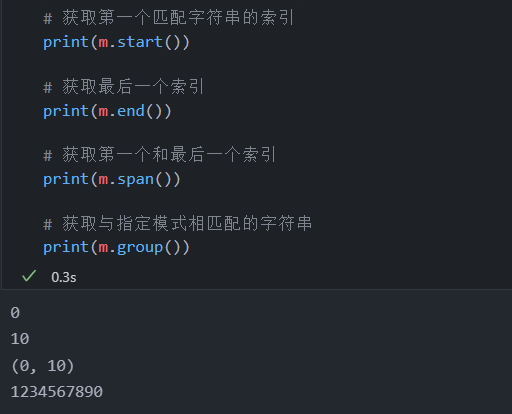 # 获取第一个匹配字符串的索引
print(m.start())
# 获取最后一个索引
print(m.end())
# 获取第一个和最后一个索引
print(m.span())
# 获取与指定模式相匹配的字符串
print(m.group())
0.3s
0
10
(0, 10)
1234567890